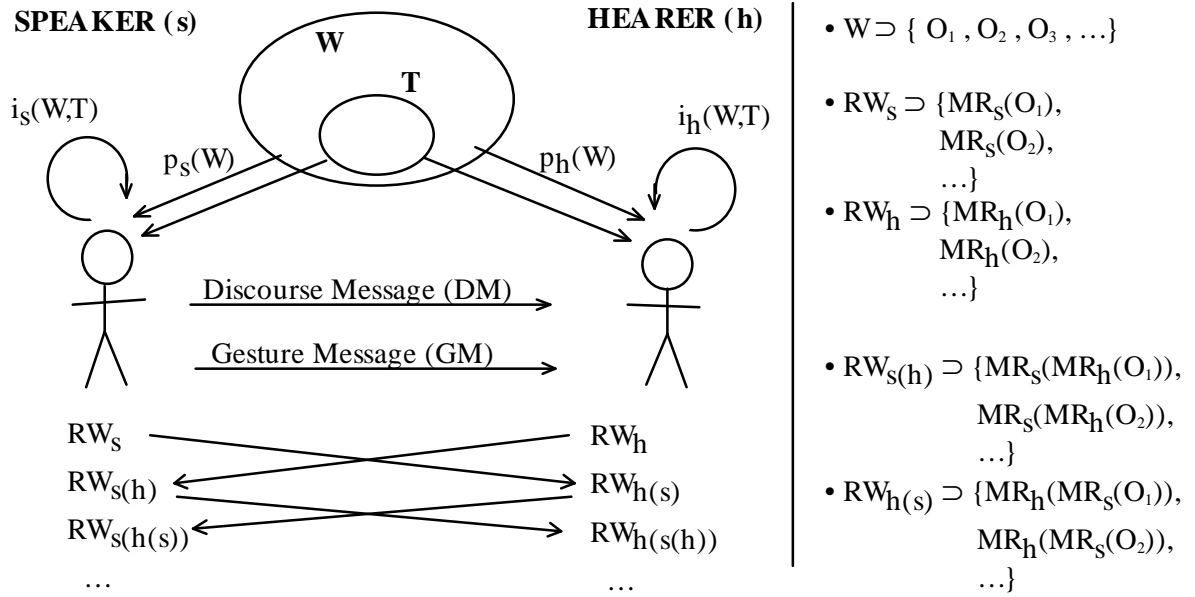 SPEAKER (s)
HEARER (h)
W
T
i_s(W,T)
i_h(W,T)
p_s(W)
p_h(W)
Discourse Message (DM)
Gesture Message (GM)
RW_s
RW_h
RW_s(h)
RW_h(s)
RW_s(h(s))
RW_h(s(h))
…
…
• W ⊃ { O₁ , O₂ , O₃ , …}
• RW_s ⊃ {MR_s(O₁),
MR_s(O₂),
…}
• RW_h ⊃ {MR_h(O₁),
MR_h(O₂),
…}
• RW_s(h) ⊃ {MR_s(MR_h(O₁)),
MR_s(MR_h(O₂)),
…}
• RW_h(s) ⊃ {MR_h(MR_s(O₁)),
MR_h(MR_s(O₂)),
…}